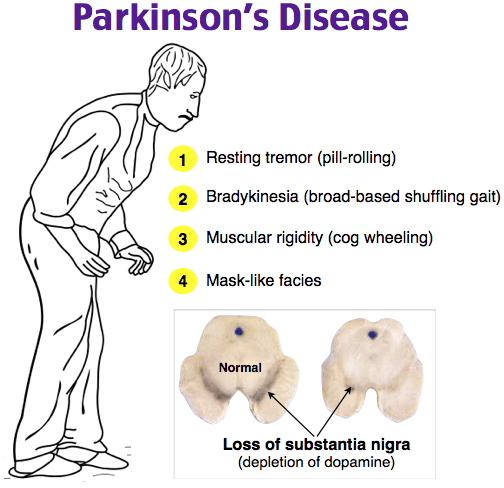 Parkinson's Disease
1 Resting tremor (pill-rolling)
2 Bradykinesia (broad-based shuffling gait)
3 Muscular rigidity (cog wheeling)
4 Mask-like facies
Normal
Loss of substantia nigra
(depletion of dopamine)